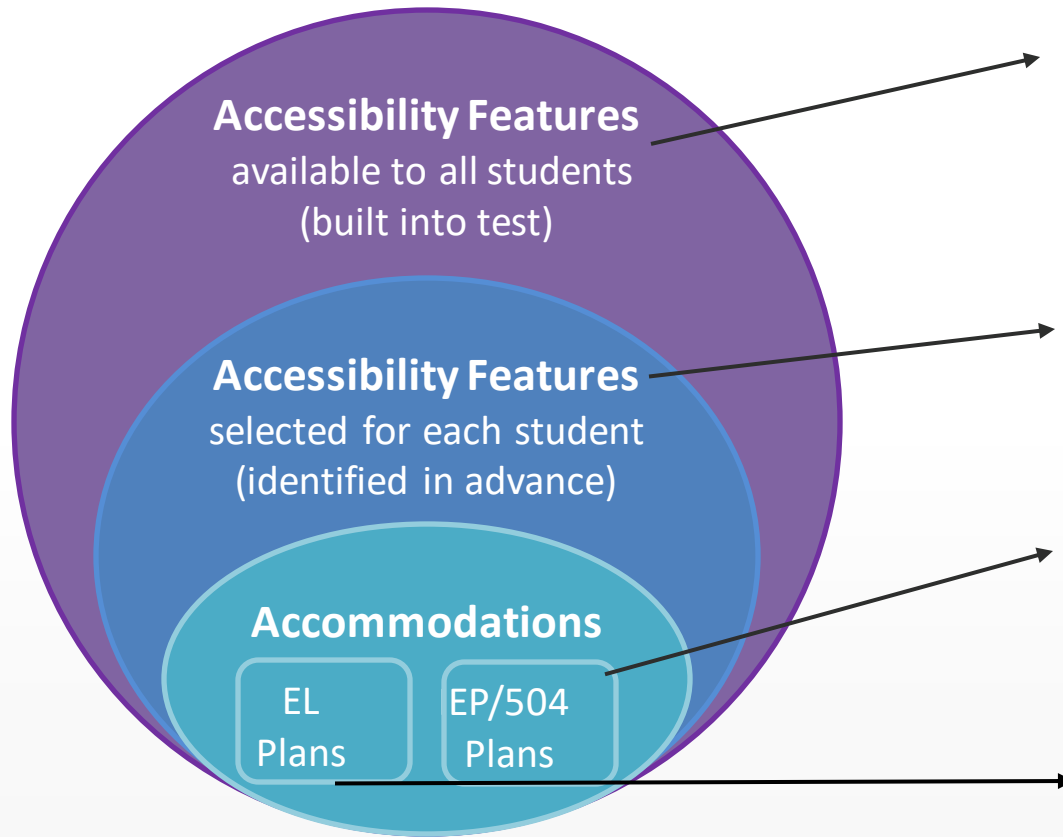 Accessibility Features
available to all students
(built into test)
Accessibility Features
selected for each student
(identified in advance)
Accommodations
EL
Plans
EP/504
Plans